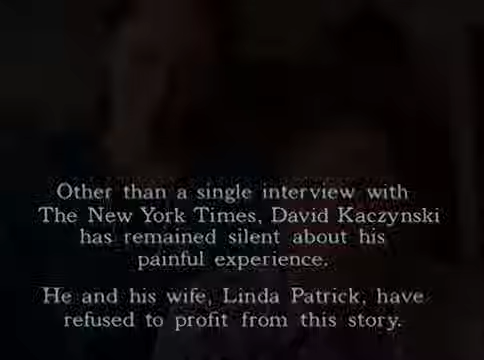 Other than a single interview with
The New York Times, David Kaczynski
has remained silent about his
painful experience.
He and his wife, Linda Patrick, have
refused to profit from this story.